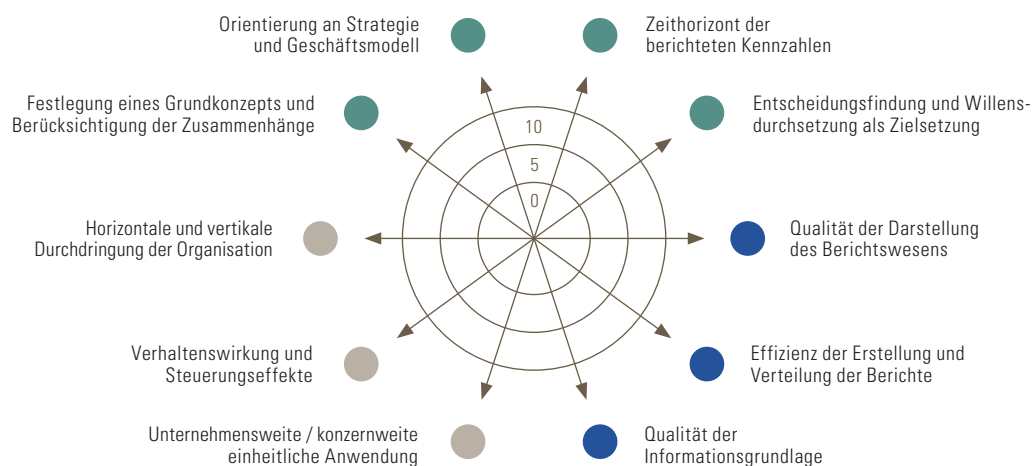 Orientierung an Strategie
und Geschäftsmodell
Zeithorizont der
berichteten Kennzahlen
Festlegung eines Grundkonzepts und
Berücksichtigung der Zusammenhänge
Entscheidungsfindung und Willens-
durchsetzung als Zielsetzung
10
5
0
Horizontale und vertikale
Durchdringung der Organisation
Qualität der Darstellung
des Berichtswesens
Verhaltenswirkung und
Steuerungseffekte
Effizienz der Erstellung und
Verteilung der Berichte
Unternehmensweite / konzernweite
einheitliche Anwendung
Qualität der
Informationsgrundlage